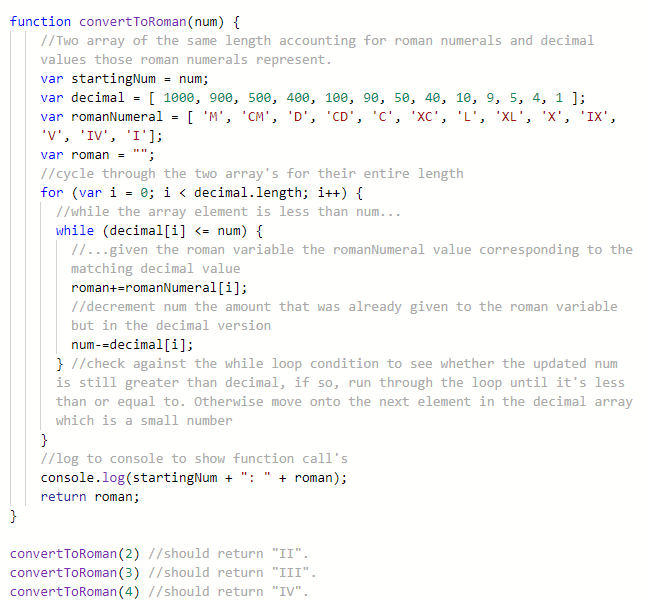 function convertToRoman(num) {
//Two array of the same length accounting for roman numerals and decimal
values those roman numerals represent.
var startingNum = num;
var decimal = [ 1000, 900, 500, 400, 100, 90, 50, 40, 10, 9, 5, 4, 1 ];
var romanNumeral = [ 'M', 'CM', 'D', 'CD', 'C', 'XC', 'L', 'XL', 'X', 'IX',
'V', 'IV', 'I'];
var roman = "";
//cycle through the two array's for their entire length
for (var i = 0; i < decimal.length; i++) {
//while the array element is less than num...
while (decimal[i] <= num) {
//...given the roman variable the romanNumeral value corresponding to the
matching decimal value
roman+=romanNumeral[i];
//decrement num the amount that was already given to the roman variable
but in the decimal version
num-=decimal[i];
} //check against the while loop condition to see whether the updated num
is still greater than decimal, if so, run through the loop until it's less
than or equal to. Otherwise move onto the next element in the decimal array
which is a small number
}
//log to console to show function call's
console.log(startingNum + ": " + roman);
return roman;
}
convertToRoman(2) //should return "II".
convertToRoman(3) //should return "III".
convertToRoman(4) //should return "IV".